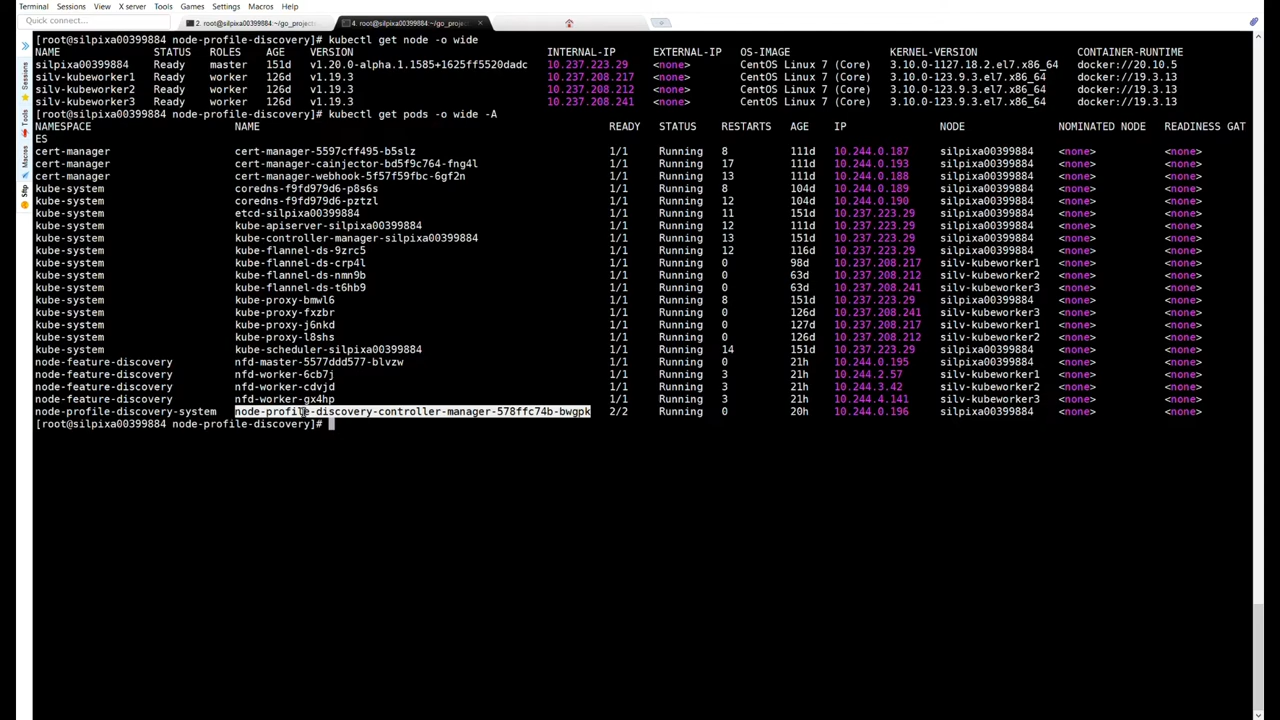 Terminal Sessions View X server Tools Games Settings Macros Help
Quick connect...
2. root@silpixa00399884:~/go_project
4. root@silpixa00399884:~/go_proje
Sessions
Tools
Macros
Sftp
[root@silpixa00399884 node-profile-discovery]# kubectl get node -o wide
NAME STATUS ROLES AGE VERSION INTERNAL-IP EXTERNAL-IP OS-IMAGE KERNEL-VERSION CONTAINER-RUNTIME
silpixa00399884 Ready master 151d v1.20.0-alpha.1.1585+1625ff5520dadc 10.237.223.29 <none> CentOS Linux 7 (Core) 3.10.0-1127.18.2.el7.x86_64 docker://20.10.5
silv-kubeworker1 Ready worker 126d v1.19.3 10.237.208.217 <none> CentOS Linux 7 (Core) 3.10.0-123.9.3.el7.x86_64 docker://19.3.13
silv-kubeworker2 Ready worker 126d v1.19.3 10.237.208.212 <none> CentOS Linux 7 (Core) 3.10.0-123.9.3.el7.x86_64 docker://19.3.13
silv-kubeworker3 Ready worker 126d v1.19.3 10.237.208.241 <none> CentOS Linux 7 (Core) 3.10.0-123.9.3.el7.x86_64 docker://19.3.13
[root@silpixa00399884 node-profile-discovery]# kubectl get pods -o wide -A
NAMESPACE NAME READY STATUS RESTARTS AGE IP NODE NOMINATED NODE READINESS GAT
ES
cert-manager cert-manager-5597cff495-b5slz 1/1 Running 8 111d 10.244.0.187 silpixa00399884 <none> <none>
cert-manager cert-manager-cainjector-bd5f9c764-fng4l 1/1 Running 17 111d 10.244.0.193 silpixa00399884 <none> <none>
cert-manager cert-manager-webhook-5f57f59fbc-6gf2n 1/1 Running 13 111d 10.244.0.188 silpixa00399884 <none> <none>
kube-system coredns-f9fd979d6-p8s6s 1/1 Running 8 104d 10.244.0.189 silpixa00399884 <none> <none>
kube-system coredns-f9fd979d6-pztzl 1/1 Running 12 104d 10.244.0.190 silpixa00399884 <none> <none>
kube-system etcd-silpixa00399884 1/1 Running 11 151d 10.237.223.29 silpixa00399884 <none> <none>
kube-system kube-apiserver-silpixa00399884 1/1 Running 12 111d 10.237.223.29 silpixa00399884 <none> <none>
kube-system kube-controller-manager-silpixa00399884 1/1 Running 13 151d 10.237.223.29 silpixa00399884 <none> <none>
kube-system kube-flannel-ds-9zrc5 1/1 Running 12 116d 10.237.223.29 silpixa00399884 <none> <none>
kube-system kube-flannel-ds-crp4l 1/1 Running 0 98d 10.237.208.217 silv-kubeworker1 <none> <none>
kube-system kube-flannel-ds-nmn9b 1/1 Running 0 63d 10.237.208.212 silv-kubeworker2 <none> <none>
kube-system kube-flannel-ds-t6hb9 1/1 Running 0 63d 10.237.208.241 silv-kubeworker3 <none> <none>
kube-system kube-proxy-bmwl6 1/1 Running 8 151d 10.237.223.29 silpixa00399884 <none> <none>
kube-system kube-proxy-fxzbr 1/1 Running 0 126d 10.237.208.241 silv-kubeworker3 <none> <none>
kube-system kube-proxy-j6nkd 1/1 Running 0 127d 10.237.208.217 silv-kubeworker1 <none> <none>
kube-system kube-proxy-l8shs 1/1 Running 0 126d 10.237.208.212 silv-kubeworker2 <none> <none>
kube-system kube-scheduler-silpixa00399884 1/1 Running 14 151d 10.237.223.29 silpixa00399884 <none> <none>
node-feature-discovery nfd-master-5577ddd577-blvzw 1/1 Running 0 21h 10.244.0.195 silpixa00399884 <none> <none>
node-feature-discovery nfd-worker-6cb7j 1/1 Running 3 21h 10.244.2.57 silv-kubeworker1 <none> <none>
node-feature-discovery nfd-worker-cdvjd 1/1 Running 3 21h 10.244.3.42 silv-kubeworker2 <none> <none>
node-feature-discovery nfd-worker-gx4hp 1/1 Running 3 21h 10.244.4.141 silv-kubeworker3 <none> <none>
node-profile-discovery-system node-profile-discovery-controller-manager-578ffc74b-bwgpk 2/2 Running 0 20h 10.244.0.196 silpixa00399884 <none> <none>
[root@silpixa00399884 node-profile-discovery]#